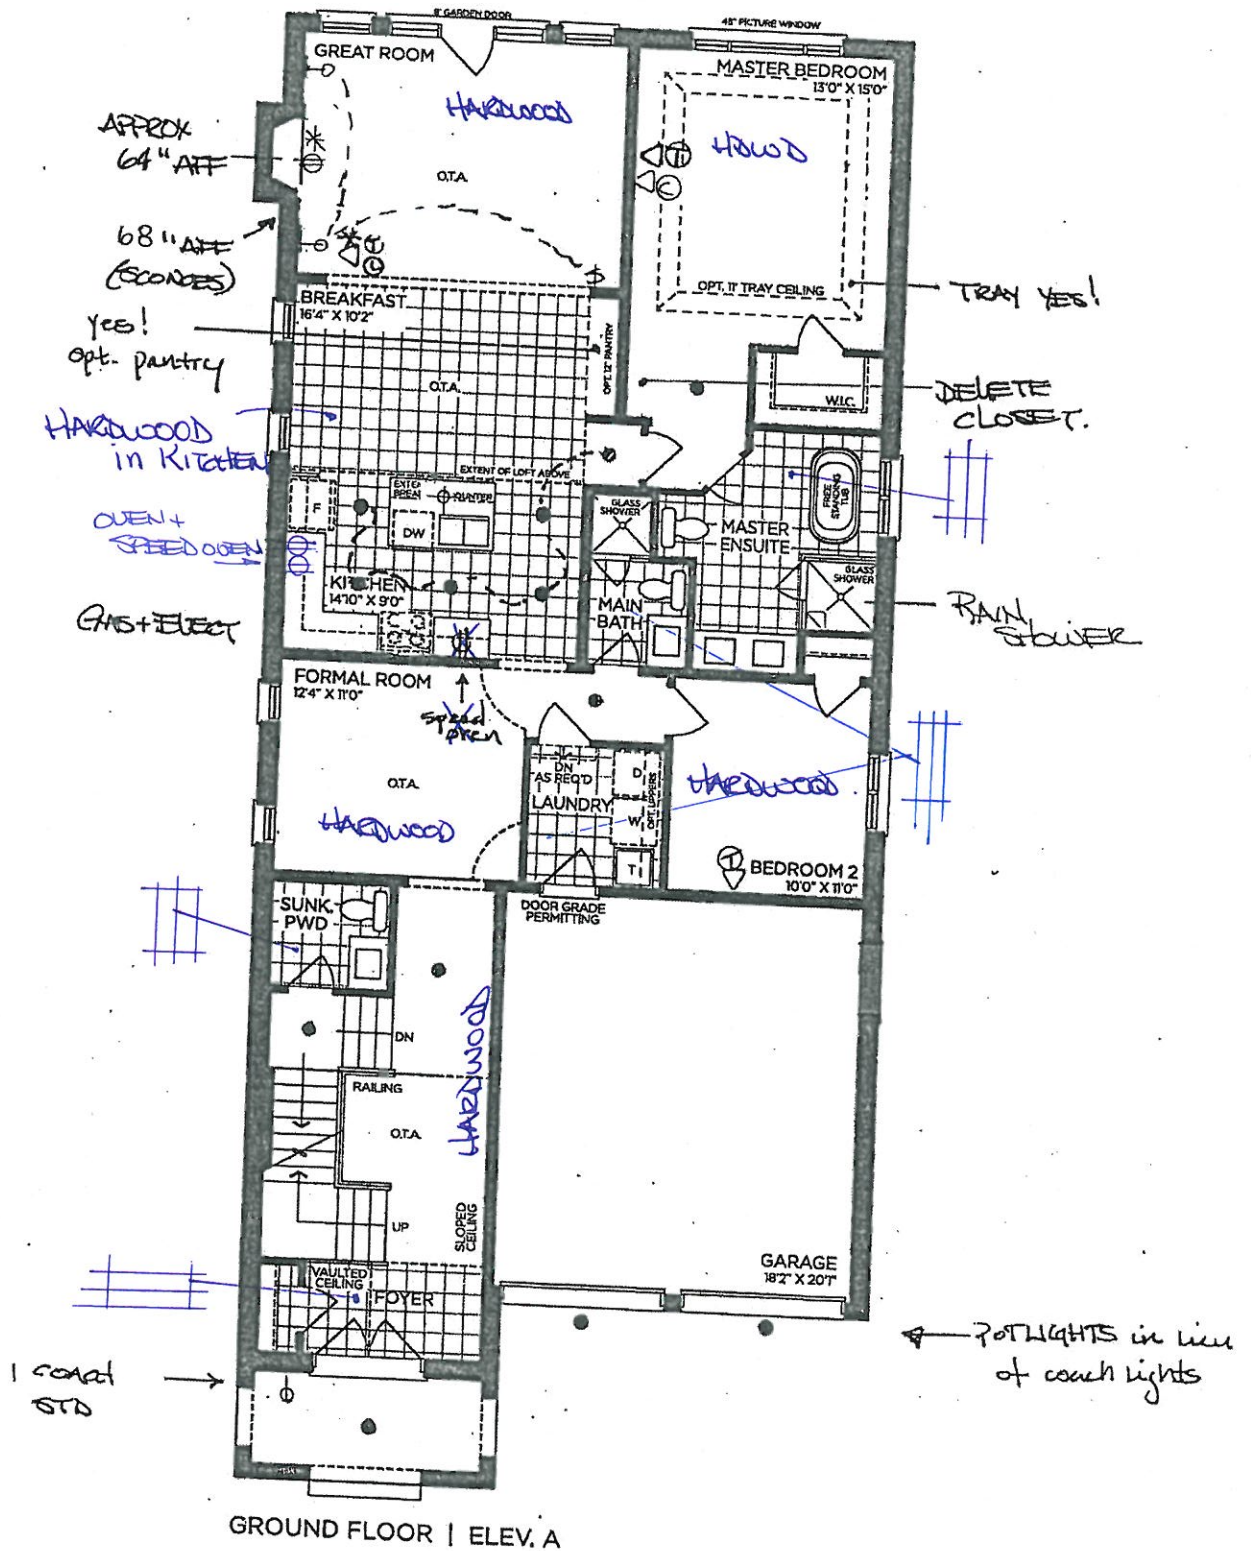 8' GARDEN DOOR
48" PICTURE WINDOW
GREAT ROOM
MASTER BEDROOM
13'0" X 15'0"
HARDWOOD
HDWD
APPROX
64" AFF
O.T.A.
T
C
68" AFF
(SCONCES)
T
C
$
OPT. 11' TRAY CEILING
TRAY YES!
BREAKFAST
16'4" X 10'2"
yes!
opt. pantry
OPT. 12" PANTRY
O.T.A.
W.I.C.
DELETE
CLOSET.
HARDWOOD
in KITCHEN
EXTENT OF LOFT ABOVE
F
BREAK
COUNTER
DW
GLASS
SHOWER
FREE
STANDING
TUB
MASTER
ENSUITE
OVEN +
SPEED OVEN
GLASS
SHOWER
KITCHEN
14'10" X 9'0"
MAIN
BATH
RAIN
SHOWER
GAS + ELECT
FORMAL ROOM
12'4" X 11'0"
speed
oven
DN
AS REQ'D
D
OPT. UPPERS
LAUNDRY
W
T
HARDWOOD
O.T.A.
HARDWOOD
T
BEDROOM 2
10'0" X 11'0"
DOOR GRADE
PERMITTING
SUNK.
PWD
HARDWOOD
DN
RAILING
O.T.A.
SLOPED
CEILING
UP
GARAGE
18'2" X 20'1"
VAULTED
CEILING
FOYER
POTLIGHTS in lieu
of coach lights
1 COACH
STD
GROUND FLOOR | ELEV. A